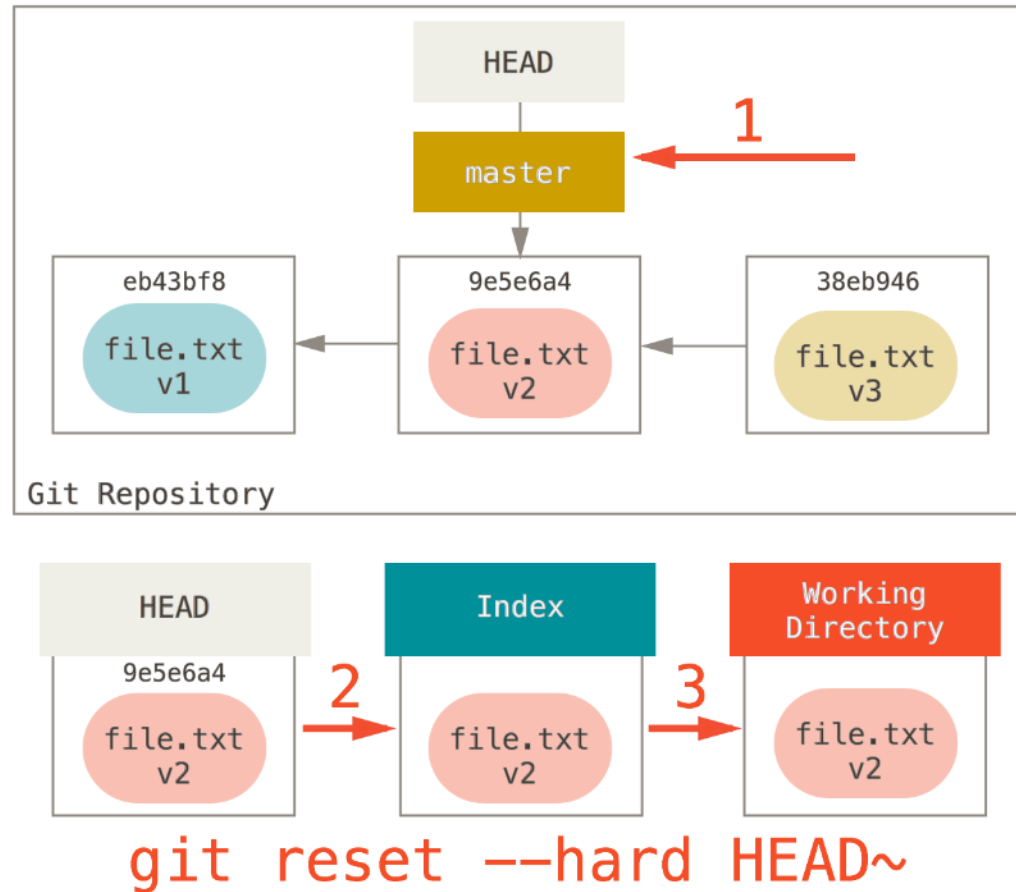 HEAD
1
master
eb43bf8
9e5e6a4
38eb946
file.txt
v1
file.txt
v2
file.txt
v3
Git Repository
HEAD
Index
Working
Directory
9e5e6a4
2
3
file.txt
v2
file.txt
v2
file.txt
v2
git reset --hard HEAD~